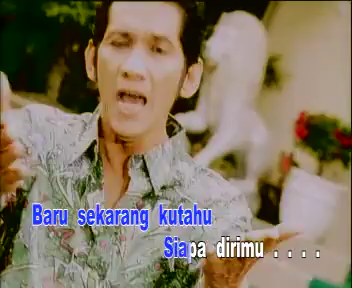 Baru sekarang kutahu
Siapa dirimu . . . .